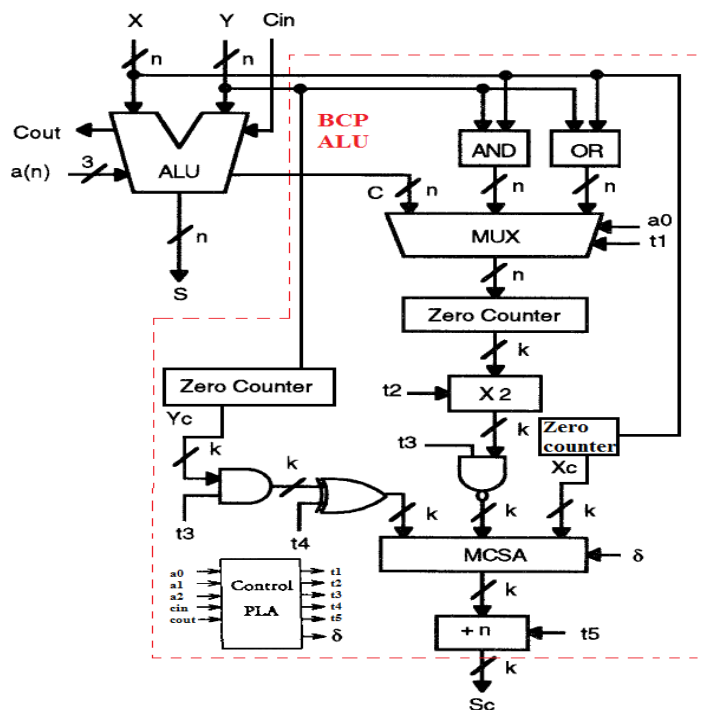 X Y Cin
n n
BCP
ALU
Cout
ALU
a(n) 3
AND OR
C n n n
MUX
a0
t1
n
S
n
Zero Counter
k
Zero Counter
t2 X 2
Yc
k
t3
Zero
counter
Xc
k
k
t3
t4
k k k
MCSA δ
a0
a1
a2
cin
cout
Control
PLA
t1
t2
t3
t4
t5
δ
k
+ n t5
k
Sc